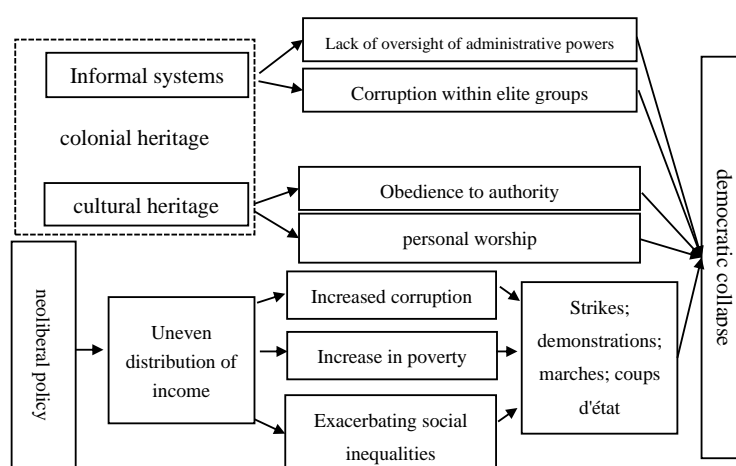 Lack of oversight of administrative powers
Informal systems
Corruption within elite groups
colonial heritage
cultural heritage
Obedience to authority
personal worship
democratic collapse
neoliberal policy
Uneven
distribution of
income
Increased corruption
Increase in poverty
Exacerbating social
inequalities
Strikes;
demonstrations;
marches; coups
d'état